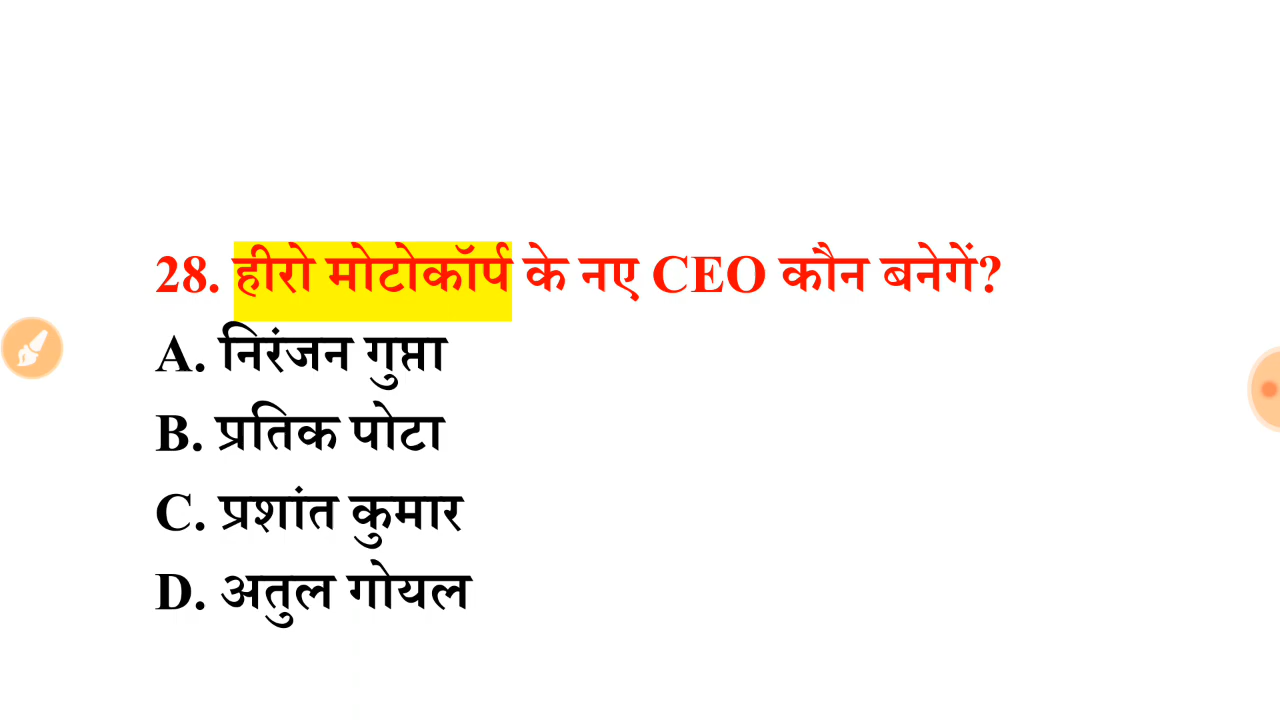 28. हीरो मोटोकॉर्प के नए CEO कौन बनेगें?
A. निरंजन गुप्ता
B. प्रतिक पोटा
C. प्रशांत कुमार
D. अतुल गोयल